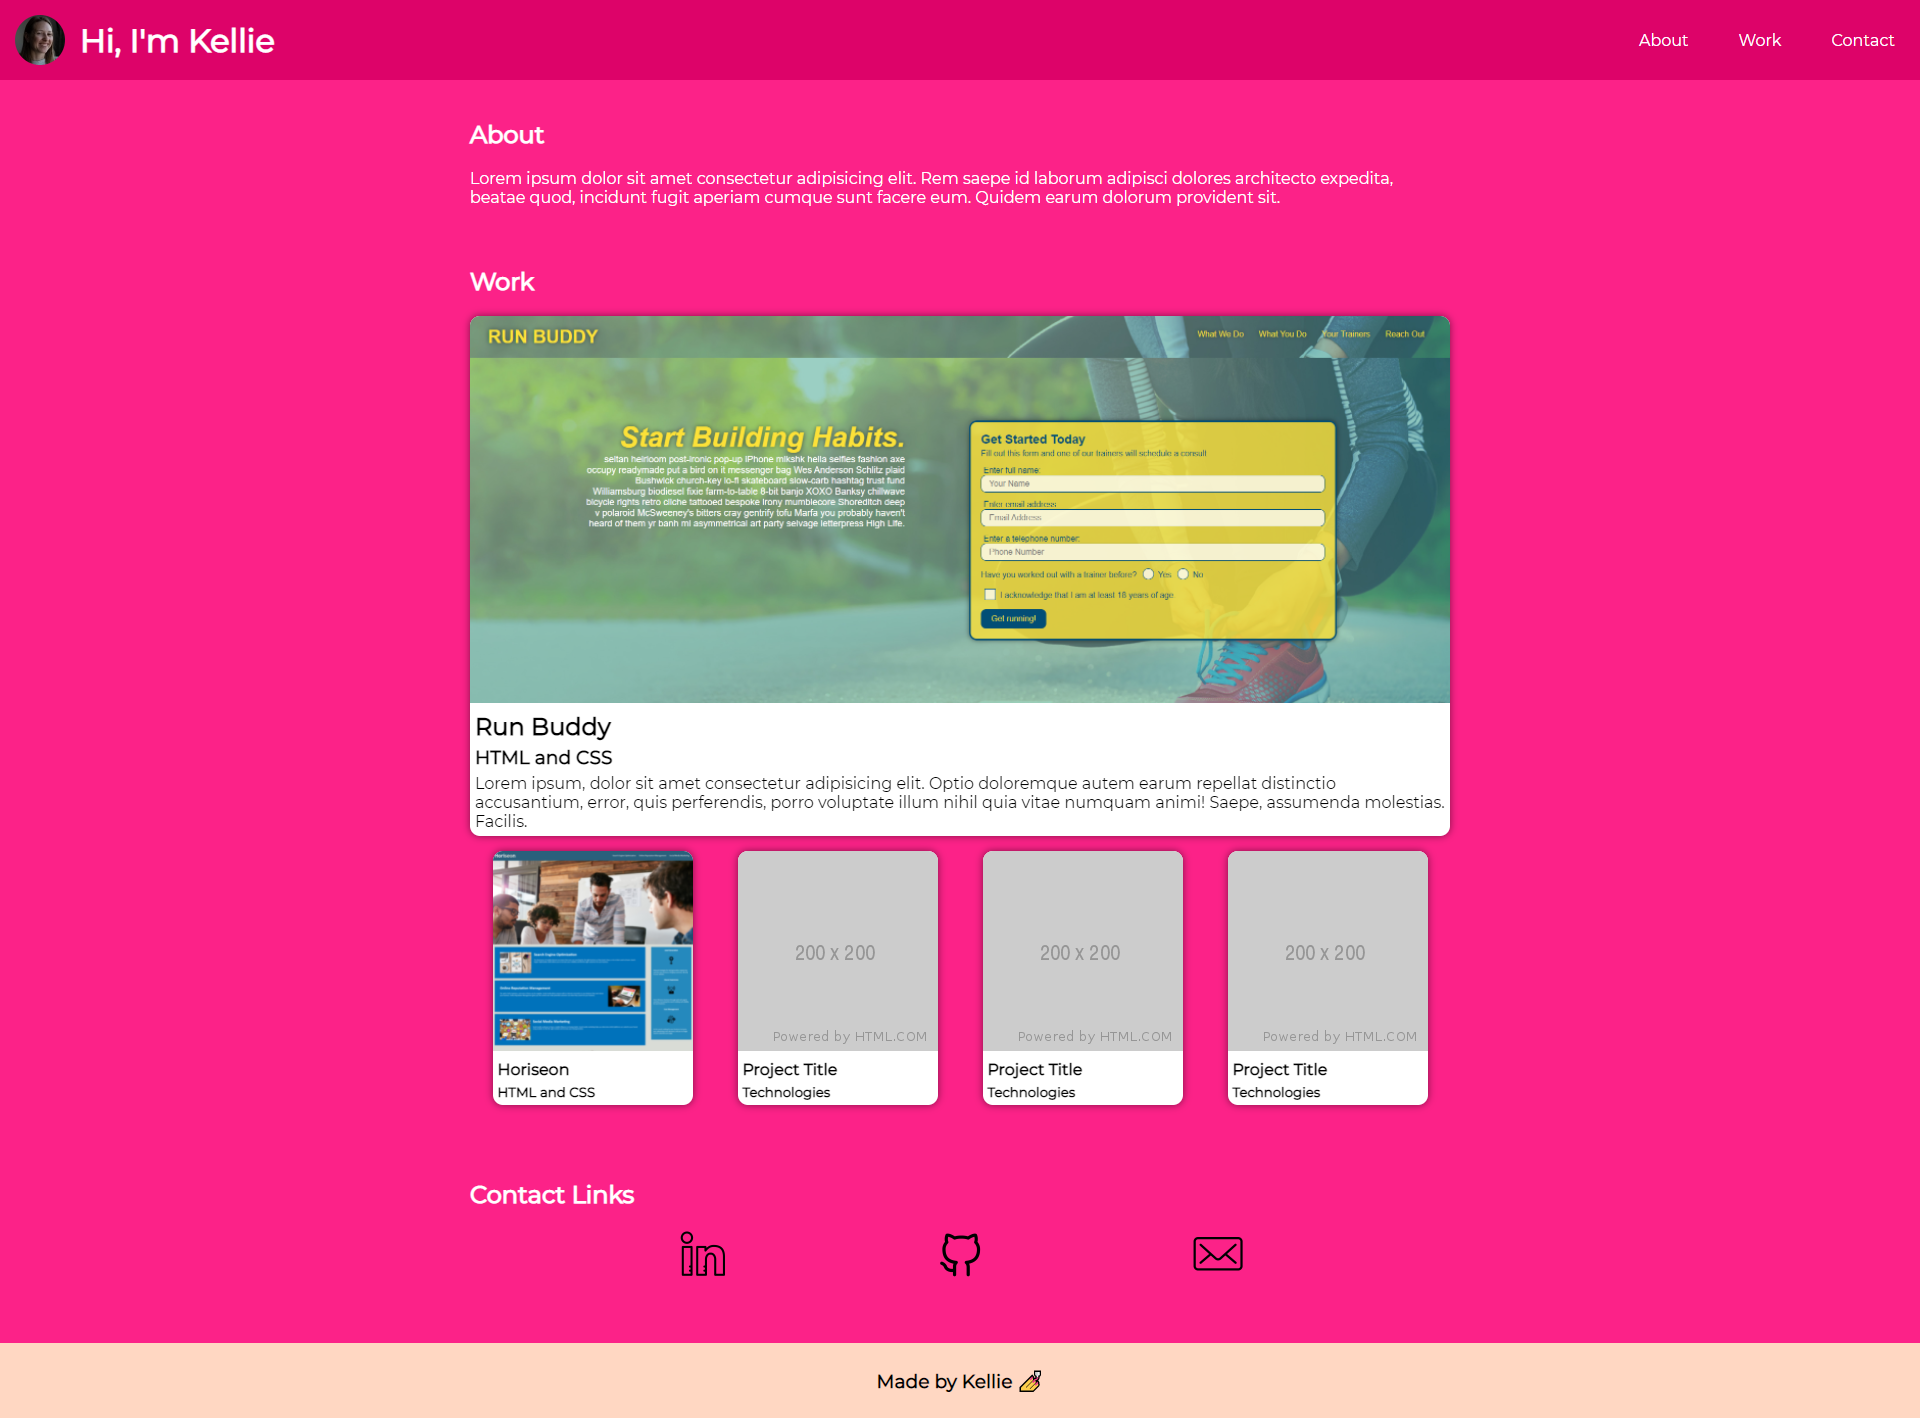 Hi, I'm Kellie
About
Work
Contact
About
Lorem ipsum dolor sit amet consectetur adipisicing elit. Rem saepe id laborum adipisci dolores architecto expedita,
beatae quod, incidunt fugit aperiam cumque sunt facere eum. Quidem earum dolorum provident sit.
Work
RUN BUDDY
What We Do
What You Do
Your Trainers
Reach Out
Start Building Habits.
seitan heirloom post-ironic pop-up iPhone mlkshk hella selfies fashion axe
occupy readymade put a bird on it messenger bag Wes Anderson Schlitz plaid
Bushwick church-key lo-fi skateboard slow-carb hashtag trust fund
Williamsburg biodiesel fixie farm-to-table 8-bit banjo XOXO Banksy chillwave
bicycle rights retro cliche tattooed bespoke irony mumblecore Shoreditch deep
v polaroid McSweeney's bitters cray gentrify tofu Marfa you probably haven't
heard of them yr banh mi asymmetrical art party selvage letterpress High Life.
Get Started Today
Fill out this form and one of our trainers will schedule a consult
Enter full name:
Your Name
Enter email address
Email Address
Enter a telephone number:
Phone Number
Have you worked out with a trainer before? Yes No
I acknowledge that I am at least 18 years of age.
Get running!
Run Buddy
HTML and CSS
Lorem ipsum, dolor sit amet consectetur adipisicing elit. Optio doloremque autem earum repellat distinctio
accusantium, error, quis perferendis, porro voluptate illum nihil quia vitae numquam animi! Saepe, assumenda molestias.
Facilis.
Horiseon
Search Engine Optimization
Online Reputation Management
Social Media Marketing
Horiseon
HTML and CSS
200 x 200
Powered by HTML.COM
Project Title
Technologies
200 x 200
Powered by HTML.COM
Project Title
Technologies
200 x 200
Powered by HTML.COM
Project Title
Technologies
Contact Links
in
Made by Kellie